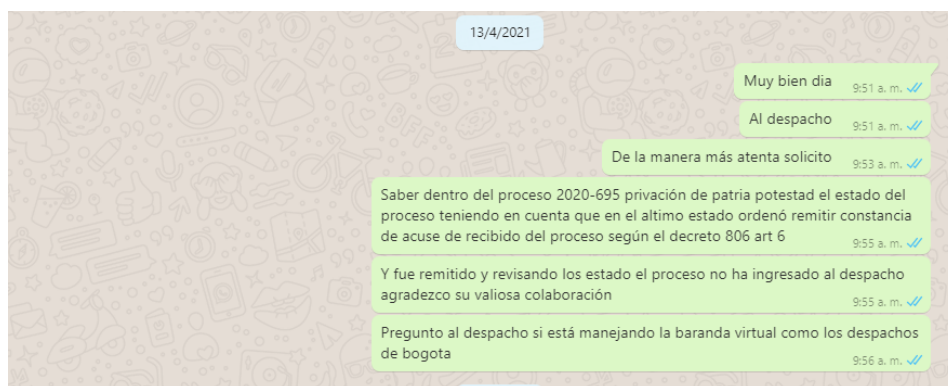 13/4/2021
Muy bien dia 9:51 a. m.
Al despacho 9:51 a. m.
De la manera más atenta solicito 9:53 a. m.
Saber dentro del proceso 2020-695 privación de patria potestad el estado del
proceso teniendo en cuenta que en el altimo estado ordenó remitir constancia
de acuse de recibido del proceso según el decreto 806 art 6 9:55 a. m.
Y fue remitido y revisando los estado el proceso no ha ingresado al despacho
agradezco su valiosa colaboración 9:55 a. m.
Pregunto al despacho si está manejando la baranda virtual como los despachos
de bogota 9:56 a. m.